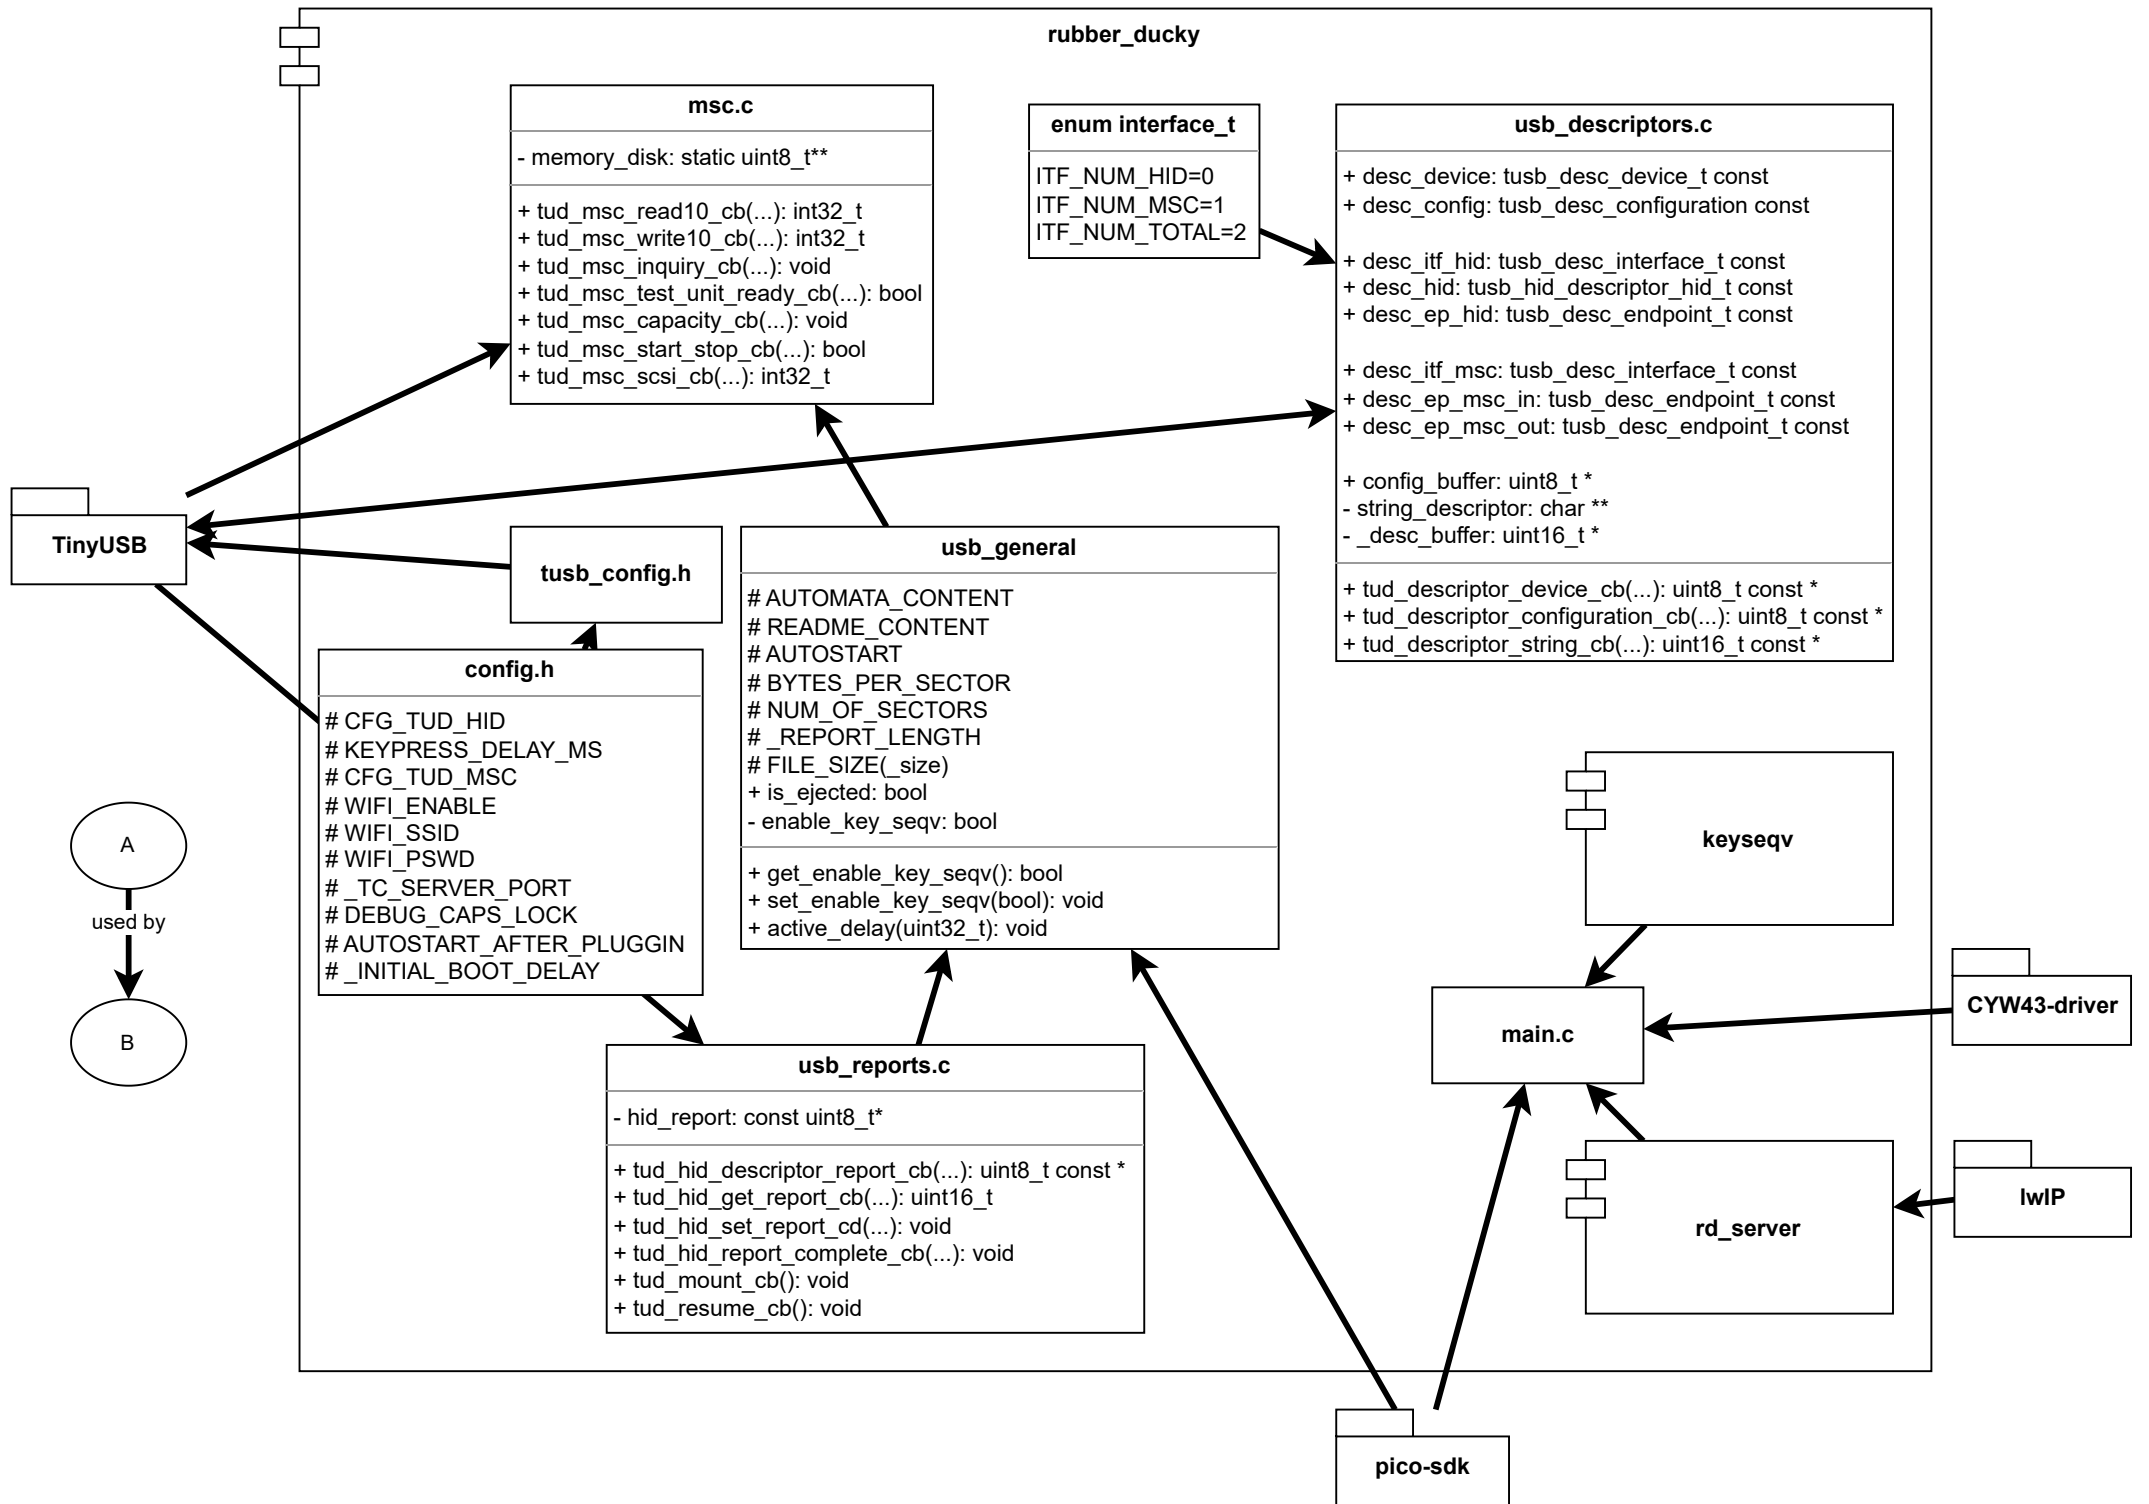 rubber_ducky
msc.c
- memory_disk: static uint8_t**
+ tud_msc_read10_cb(...): int32_t
+ tud_msc_write10_cb(...): int32_t
+ tud_msc_inquiry_cb(...): void
+ tud_msc_test_unit_ready_cb(...): bool
+ tud_msc_capacity_cb(...): void
+ tud_msc_start_stop_cb(...): bool
+ tud_msc_scsi_cb(...): int32_t
enum interface_t
ITF_NUM_HID=0
ITF_NUM_MSC=1
ITF_NUM_TOTAL=2
usb_descriptors.c
+ desc_device: tusb_desc_device_t const
+ desc_config: tusb_desc_configuration const
+ desc_itf_hid: tusb_desc_interface_t const
+ desc_hid: tusb_hid_descriptor_hid_t const
+ desc_ep_hid: tusb_desc_endpoint_t const
+ desc_itf_msc: tusb_desc_interface_t const
+ desc_ep_msc_in: tusb_desc_endpoint_t const
+ desc_ep_msc_out: tusb_desc_endpoint_t const
+ config_buffer: uint8_t *
- string_descriptor: char **
- _desc_buffer: uint16_t *
+ tud_descriptor_device_cb(...): uint8_t const *
+ tud_descriptor_configuration_cb(...): uint8_t const *
+ tud_descriptor_string_cb(...): uint16_t const *
TinyUSB
tusb_config.h
usb_general
# AUTOMATA_CONTENT
# README_CONTENT
# AUTOSTART
# BYTES_PER_SECTOR
# NUM_OF_SECTORS
# _REPORT_LENGTH
# FILE_SIZE(_size)
+ is_ejected: bool
- enable_key_seqv: bool
+ get_enable_key_seqv(): bool
+ set_enable_key_seqv(bool): void
+ active_delay(uint32_t): void
config.h
# CFG_TUD_HID
# KEYPRESS_DELAY_MS
# CFG_TUD_MSC
# WIFI_ENABLE
# WIFI_SSID
# WIFI_PSWD
# _TC_SERVER_PORT
# DEBUG_CAPS_LOCK
# AUTOSTART_AFTER_PLUGGIN
# _INITIAL_BOOT_DELAY
A
used by
B
keyseqv
main.c
CYW43-driver
usb_reports.c
- hid_report: const uint8_t*
+ tud_hid_descriptor_report_cb(...): uint8_t const *
+ tud_hid_get_report_cb(...): uint16_t
+ tud_hid_set_report_cd(...): void
+ tud_hid_report_complete_cb(...): void
+ tud_mount_cb(): void
+ tud_resume_cb(): void
rd_server
lwIP
pico-sdk